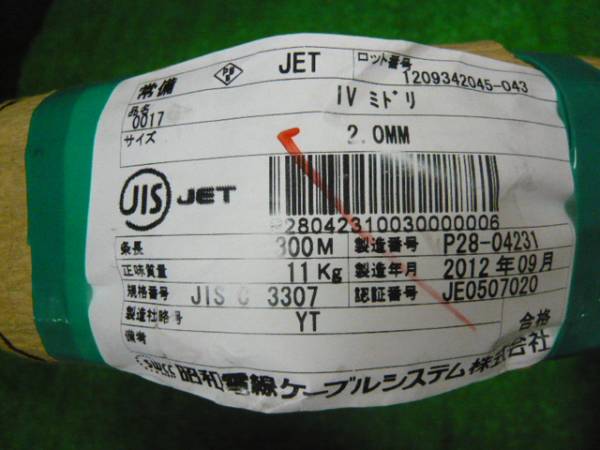 常備 PSE JET ロット番号
1209342045-043
品名
0017 IV ミドリ
サイズ 2.0MM
JIS JET
P280423100300000006
条長 300M 製造番号 P28-04231
正味質量 11Kg 製造年月 2012年09月
規格番号 JIS C 3307 認証番号 JE0507020
製造社略号 YT 合格
備考
SWCC 昭和電線ケーブルシステム株式会社